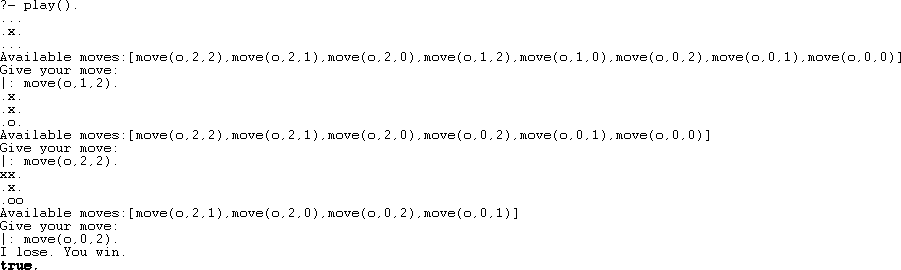 ?- play().
...
.x.
...
Available moves:[move(o,2,2),move(o,2,1),move(o,2,0),move(o,1,2),move(o,1,0),move(o,0,2),move(o,0,1),move(o,0,0)]
Give your move:
|: move(o,1,2).
.x.
.x.
.o.
Available moves:[move(o,2,2),move(o,2,1),move(o,2,0),move(o,0,2),move(o,0,1),move(o,0,0)]
Give your move:
|: move(o,2,2).
xx.
.x.
.oo
Available moves:[move(o,2,1),move(o,2,0),move(o,0,2),move(o,0,1)]
Give your move:
|: move(o,0,2).
I lose. You win.
true.